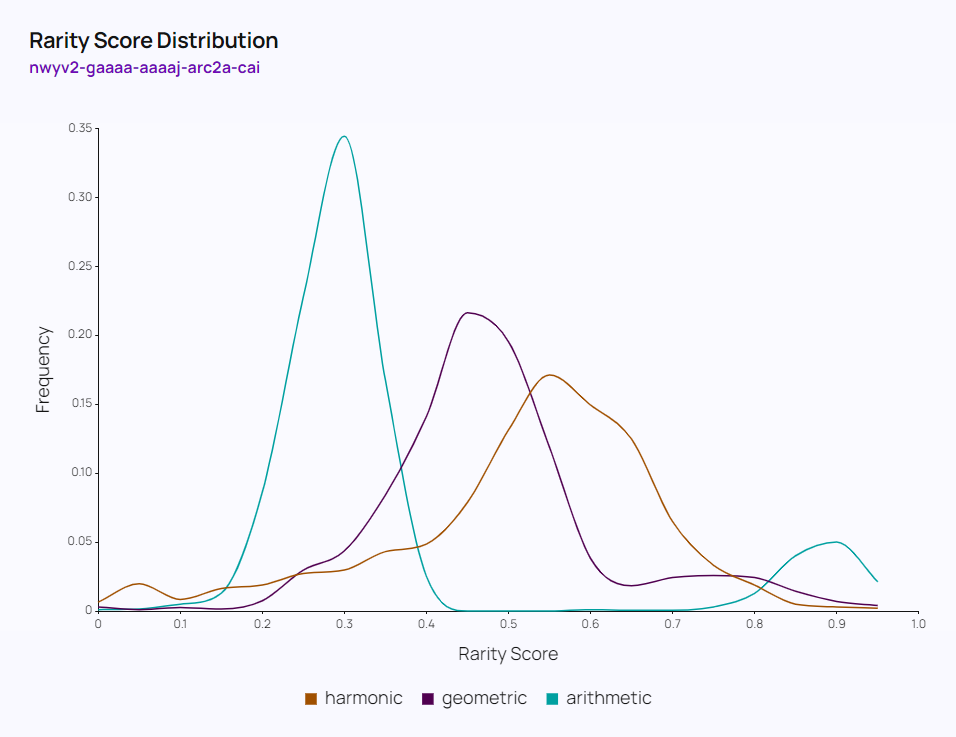 Rarity Score Distribution
nwyv2-gaaaa-aaaaj-arc2a-cai
0.35
0.30
0.25
0.20
0.15
0.10
0.05
0
Frequency
0 0.1 0.2 0.3 0.4 0.5 0.6 0.7 0.8 0.9 1.0
Rarity Score
harmonic geometric arithmetic